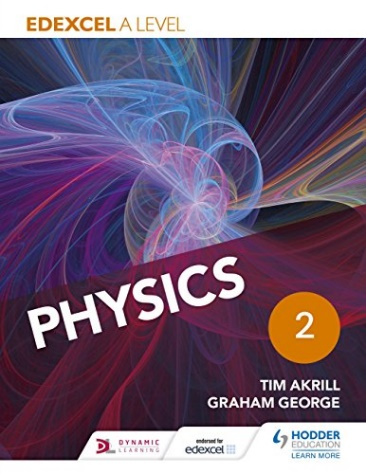 EDEXCEL A LEVEL
PHYSICS
2
TIM AKRILL
GRAHAM GEORGE
DYNAMIC
LEARNING
endorsed for
edexcel
HODDER
EDUCATION
LEARN MORE